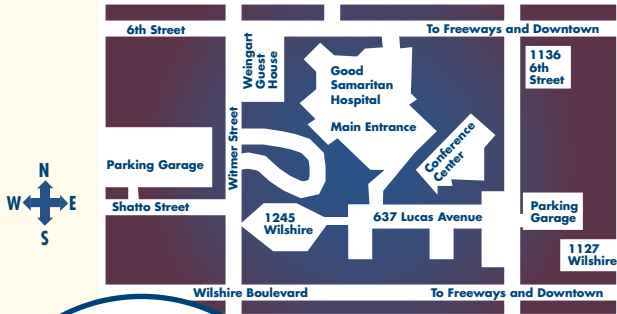 6th Street
To Freeways and Downtown
Weingart
Guest
House
Good
Samaritan
Hospital
Main Entrance
1136
6th
Street
Witmer Street
Conference
Center
Parking Garage
N
W
E
S
Shatto Street
1245
Wilshire
637 Lucas Avenue
Parking
Garage
1127
Wilshire
Wilshire Boulevard
To Freeways and Downtown